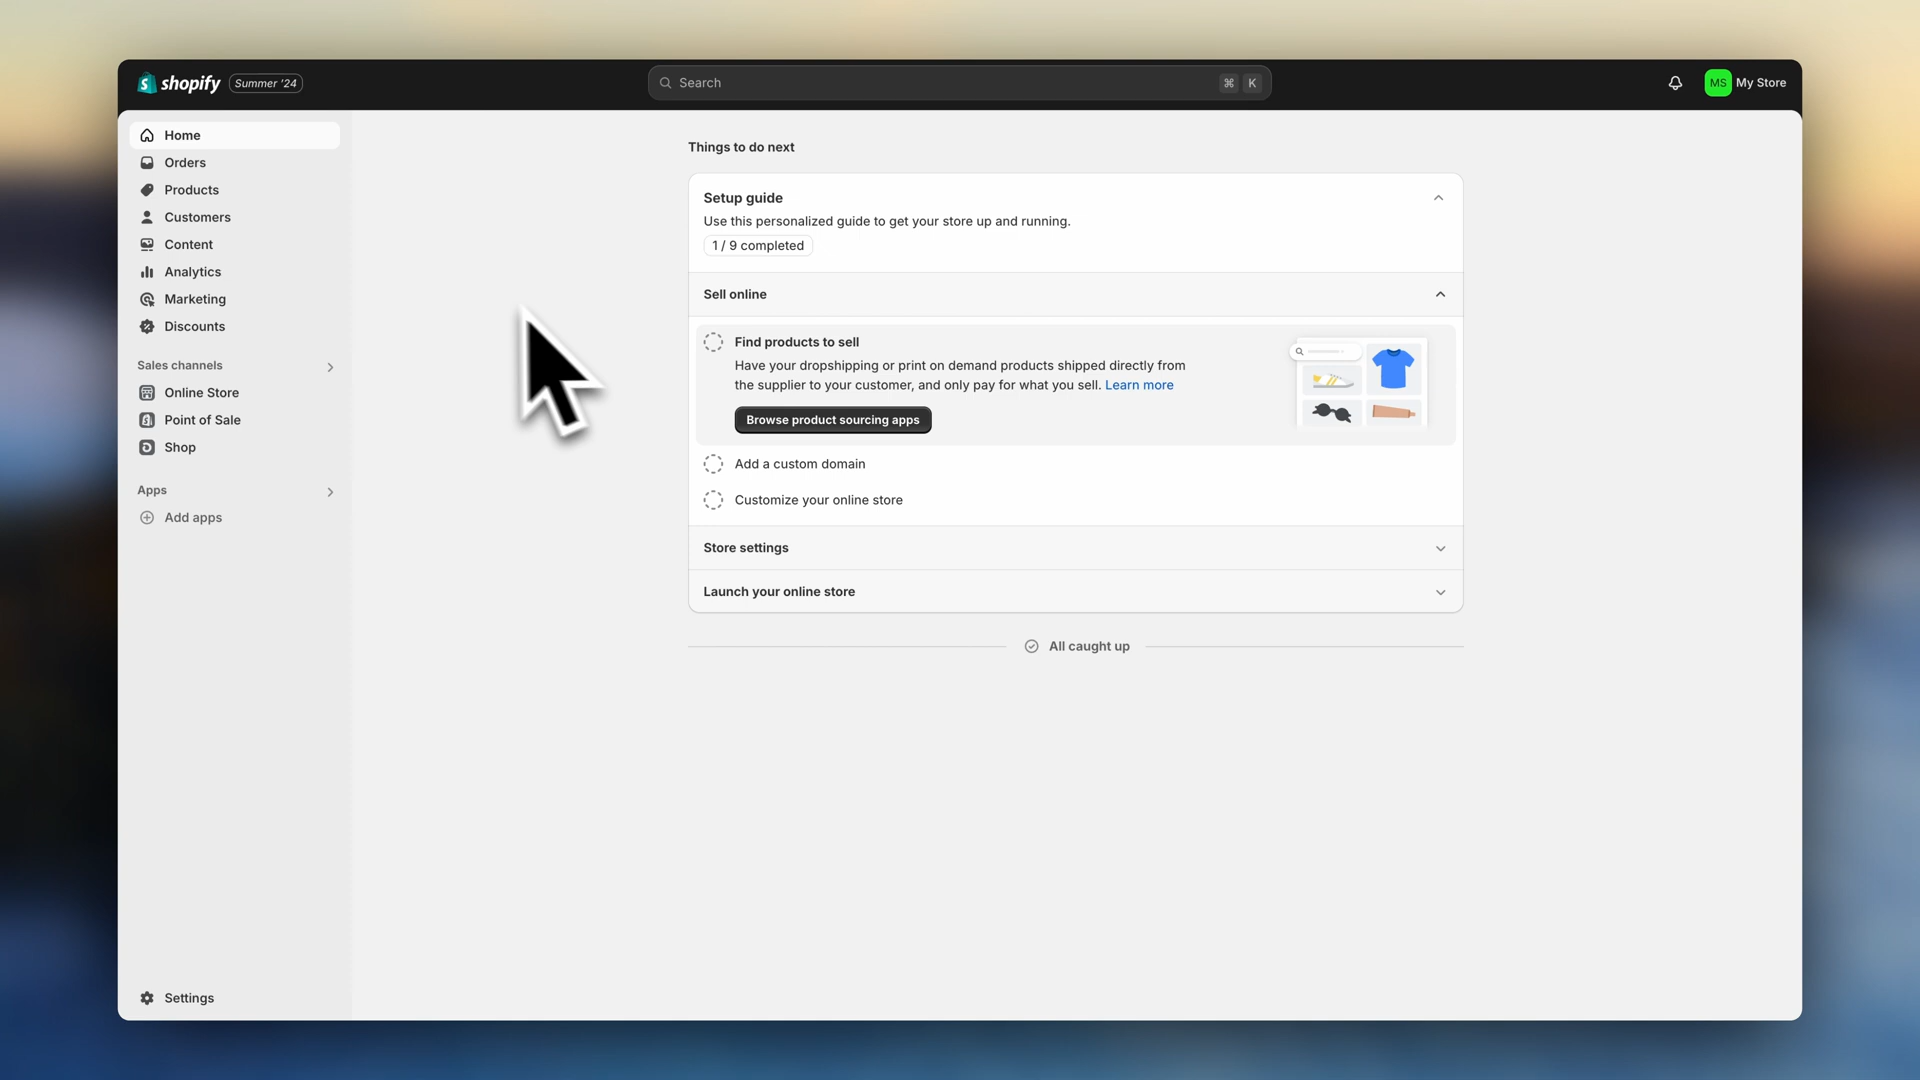 shopify
Summer '24
Search
⌘ K
MS
My Store
Home
Orders
Products
Customers
Content
Analytics
Marketing
Discounts
Sales channels
Online Store
Point of Sale
Shop
Apps
Add apps
Settings
Things to do next
Setup guide
Use this personalized guide to get your store up and running.
1 / 9 completed
Sell online
Find products to sell
Have your dropshipping or print on demand products shipped directly from
the supplier to your customer, and only pay for what you sell. Learn more
Browse product sourcing apps
Add a custom domain
Customize your online store
Store settings
Launch your online store
All caught up